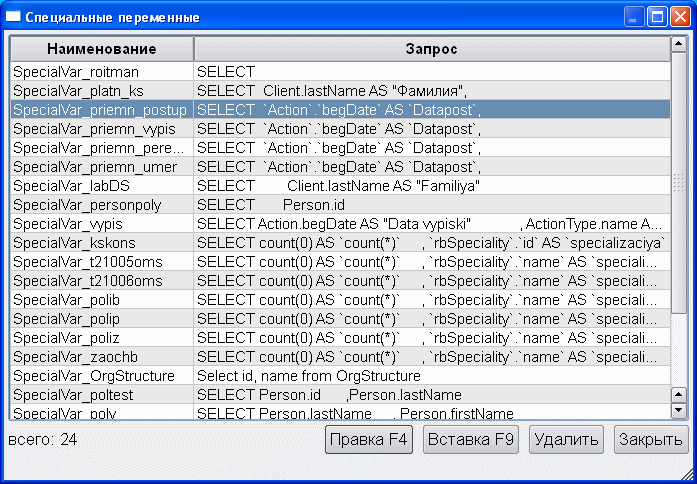 Специальные переменные
Наименование Запрос
SpecialVar_roitman SELECT
SpecialVar_platn_ks SELECT Client.lastName AS "Фамилия",
SpecialVar_priemn_postup SELECT `Action`.`begDate` AS `Datapost`,
SpecialVar_priemn_vypis SELECT `Action`.`begDate` AS `Datapost`,
SpecialVar_priemn_pere... SELECT `Action`.`begDate` AS `Datapost`,
SpecialVar_priemn_umer SELECT `Action`.`begDate` AS `Datapost`,
SpecialVar_labDS SELECT Client.lastName AS "Familiya"
SpecialVar_personpoly SELECT Person.id
SpecialVar_vypis SELECT Action.begDate AS "Data vypiski" , ActionType.name A...
SpecialVar_kskons SELECT count(0) AS `count(*)` , `rbSpeciality`.`id` AS `specializaciya`
SpecialVar_t21005oms SELECT count(0) AS `count(*)` , `rbSpeciality`.`name` AS `speciali...
SpecialVar_t21006oms SELECT count(0) AS `count(*)` , `rbSpeciality`.`name` AS `speciali...
SpecialVar_polib SELECT count(0) AS `count(*)` , `rbSpeciality`.`name` AS `speciali...
SpecialVar_polip SELECT count(0) AS `count(*)` , `rbSpeciality`.`name` AS `speciali...
SpecialVar_poliz SELECT count(0) AS `count(*)` , `rbSpeciality`.`name` AS `speciali...
SpecialVar_zaochb SELECT count(0) AS `count(*)` , `rbSpeciality`.`name` AS `speciali...
SpecialVar_OrgStructure Select id, name from OrgStructure
SpecialVar_poltest SELECT Person.id ,Person.lastName
SpecialVar_poly SELECT Person.lastName , Person.firstName
всего: 24 Правка F4 Вставка F9 Удалить Закрыть